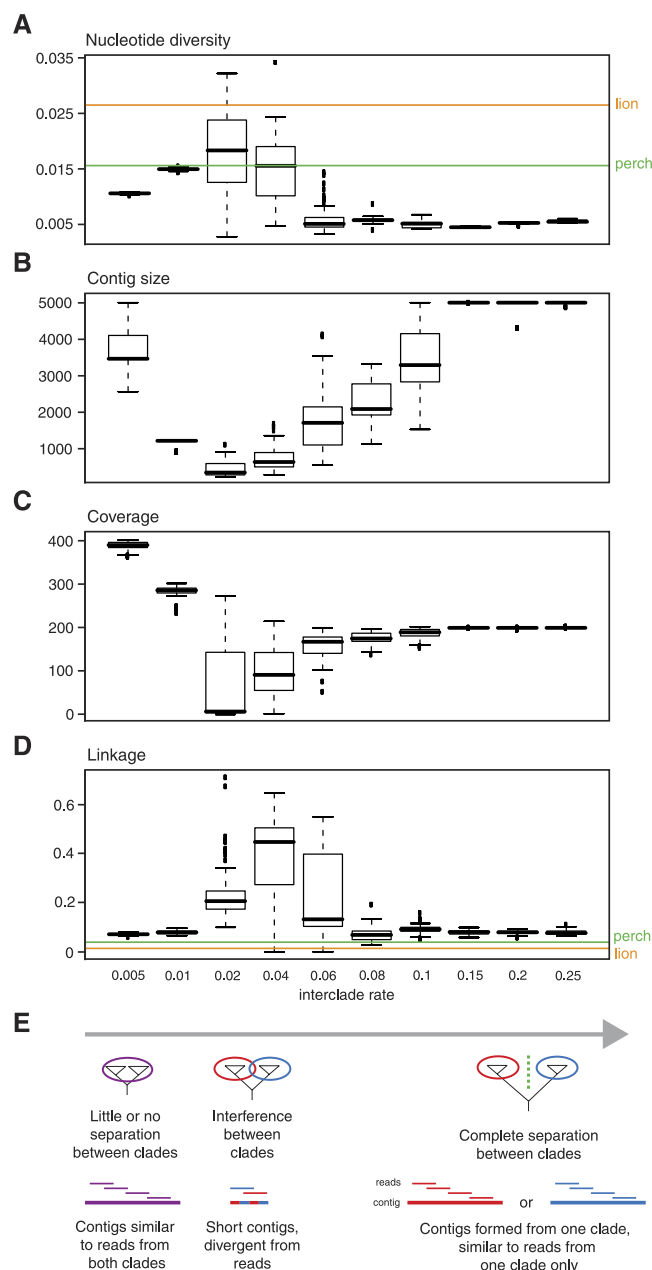 A
Nucleotide diversity
0.035
0.025
0.015
0.005
lion
perch
B
Contig size
5000
4000
3000
2000
1000
C
Coverage
400
300
200
100
0
D
Linkage
0.6
0.4
0.2
0
perch
lion
0.005 0.01 0.02 0.04 0.06 0.08 0.1 0.15 0.2 0.25
interclade rate
E
Little or no
separation
between clades
Interference
between
clades
Complete separation
between clades
reads
contig
or
Contigs similar
to reads from
both clades
Short contigs,
divergent from
reads
Contigs formed from one clade,
similar to reads from
one clade only